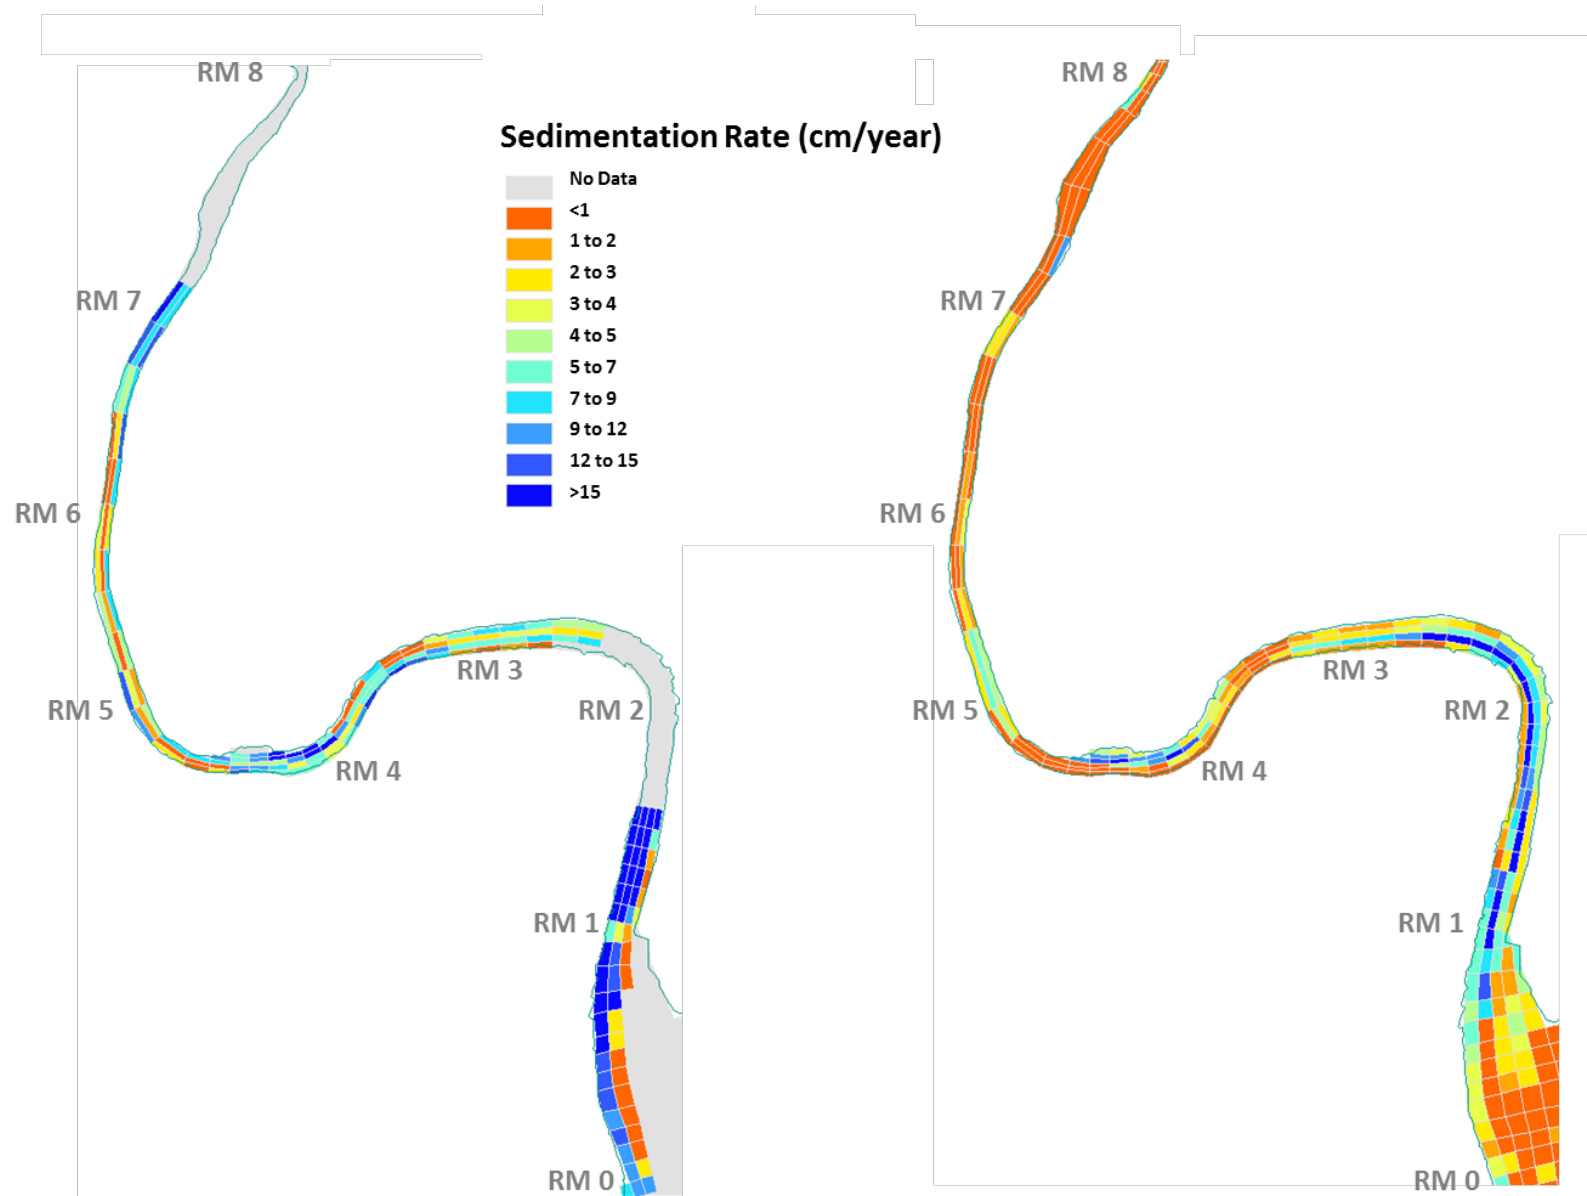 RM 8
RM 8
Sedimentation Rate (cm/year)
No Data
<1
1 to 2
2 to 3
3 to 4
4 to 5
5 to 7
7 to 9
9 to 12
12 to 15
>15
RM 7
RM 7
RM 6
RM 6
RM 3
RM 3
RM 5
RM 2
RM 5
RM 2
RM 4
RM 4
RM 1
RM 1
RM 0
RM 0